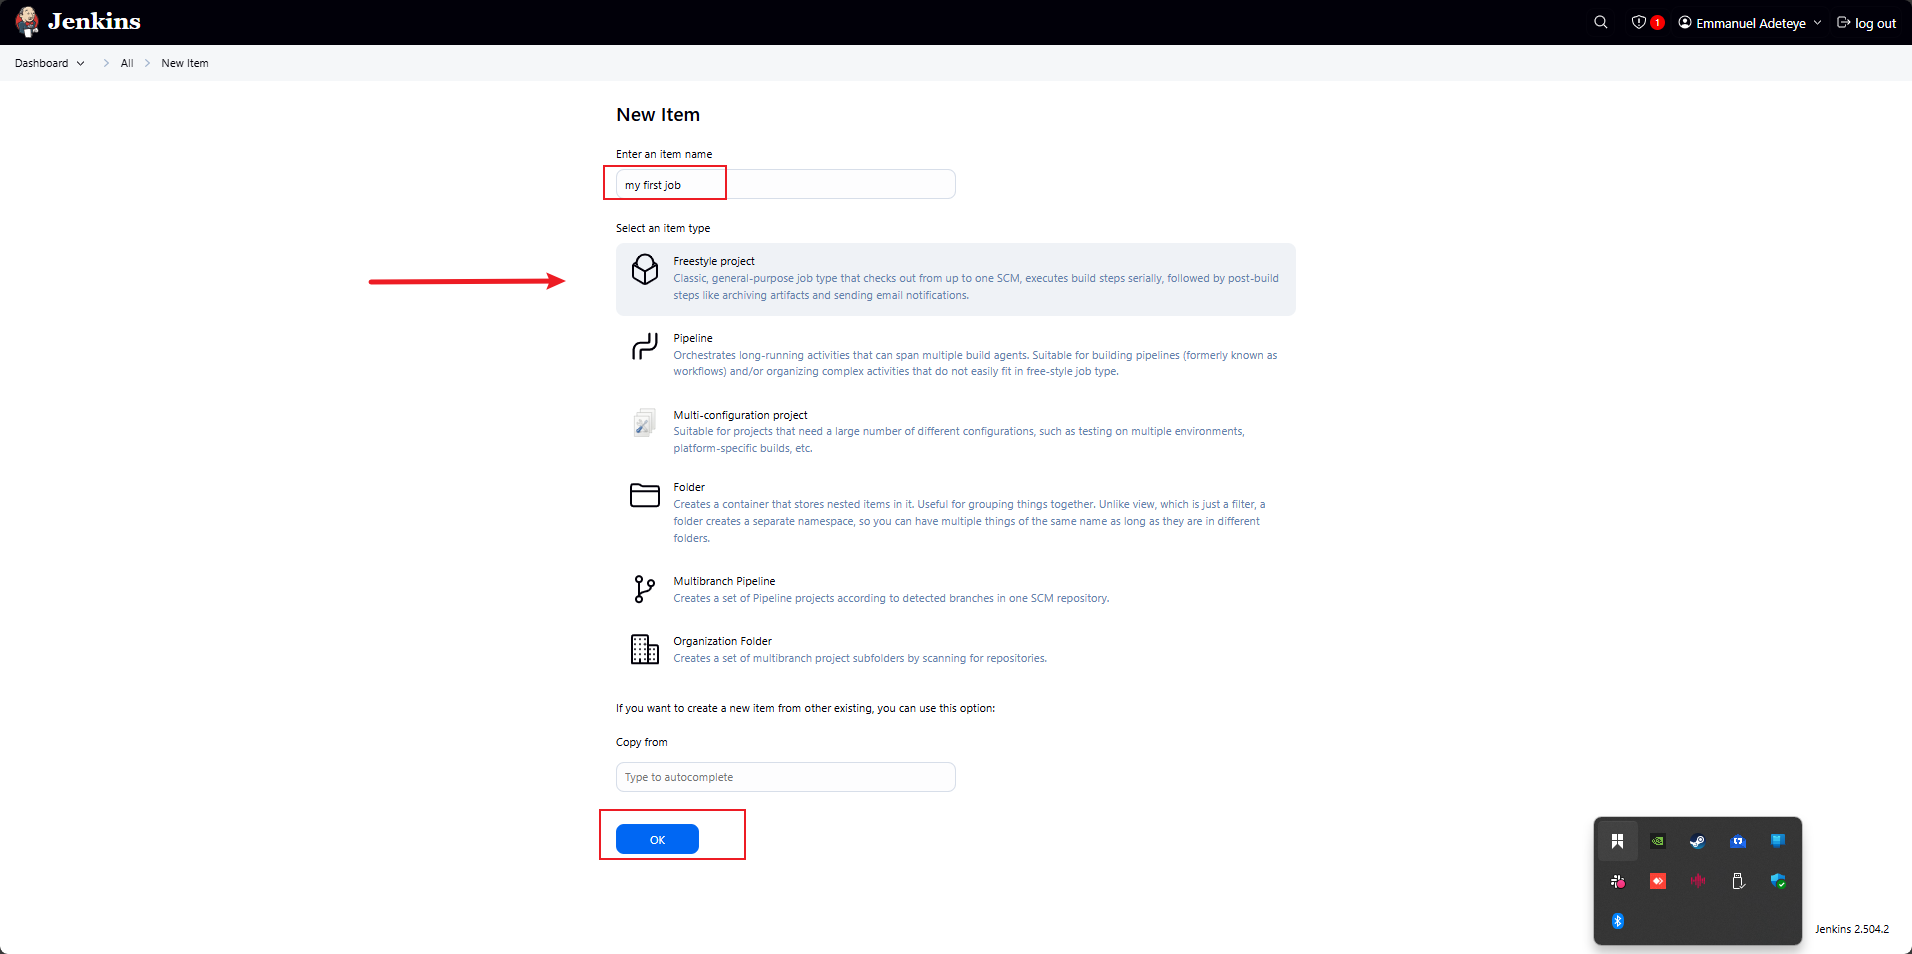 Jenkins
1
Emmanuel Adeteye
log out
Dashboard
All
New Item
New Item
Enter an item name
my first job
Select an item type
Freestyle project
Classic, general-purpose job type that checks out from up to one SCM, executes build steps serially, followed by post-build
steps like archiving artifacts and sending email notifications.
Pipeline
Orchestrates long-running activities that can span multiple build agents. Suitable for building pipelines (formerly known as
workflows) and/or organizing complex activities that do not easily fit in free-style job type.
Multi-configuration project
Suitable for projects that need a large number of different configurations, such as testing on multiple environments,
platform-specific builds, etc.
Folder
Creates a container that stores nested items in it. Useful for grouping things together. Unlike view, which is just a filter, a
folder creates a separate namespace, so you can have multiple things of the same name as long as they are in different
folders.
Multibranch Pipeline
Creates a set of Pipeline projects according to detected branches in one SCM repository.
Organization Folder
Creates a set of multibranch project subfolders by scanning for repositories.
If you want to create a new item from other existing, you can use this option:
Copy from
Type to autocomplete
OK
Jenkins 2.504.2